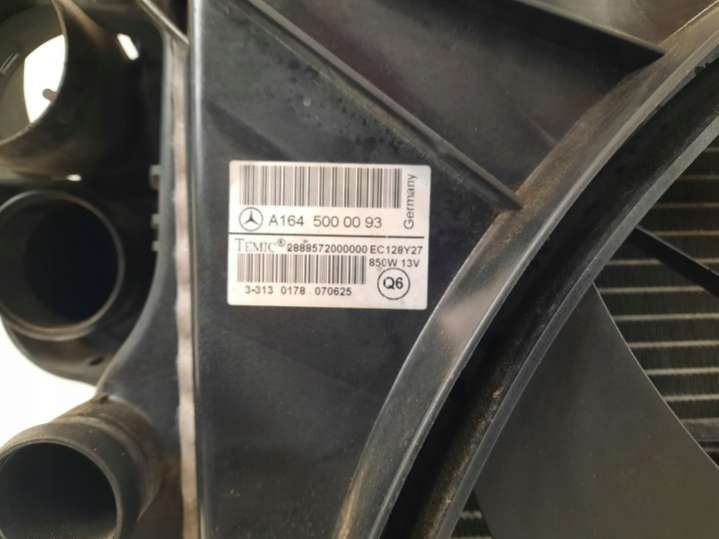 A164 500 00 93
Germany
TEMIC® 2888572000000 EC128Y27
850W 13V
3-313 0178 070625
Q6